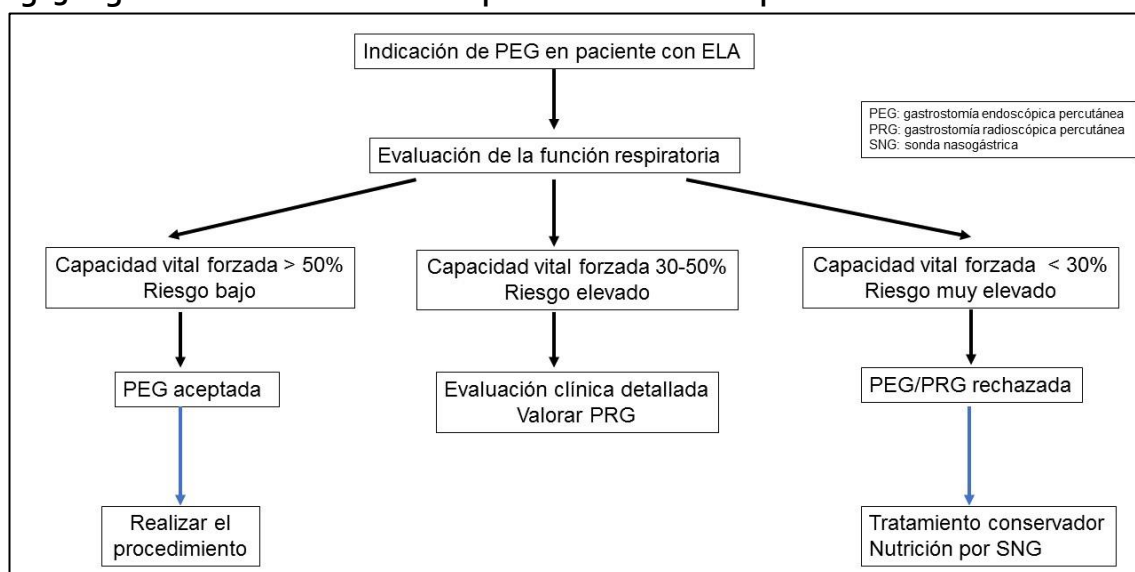 Indicación de PEG en paciente con ELA
PEG: gastrostomía endoscópica percutánea
PRG: gastrostomía radioscópica percutánea
SNG: sonda nasogástrica
Evaluación de la función respiratoria
Capacidad vital forzada > 50%
Riesgo bajo
Capacidad vital forzada 30-50%
Riesgo elevado
Capacidad vital forzada < 30%
Riesgo muy elevado
PEG aceptada
Evaluación clínica detallada
Valorar PRG
PEG/PRG rechazada
Realizar el
procedimiento
Tratamiento conservador
Nutrición por SNG